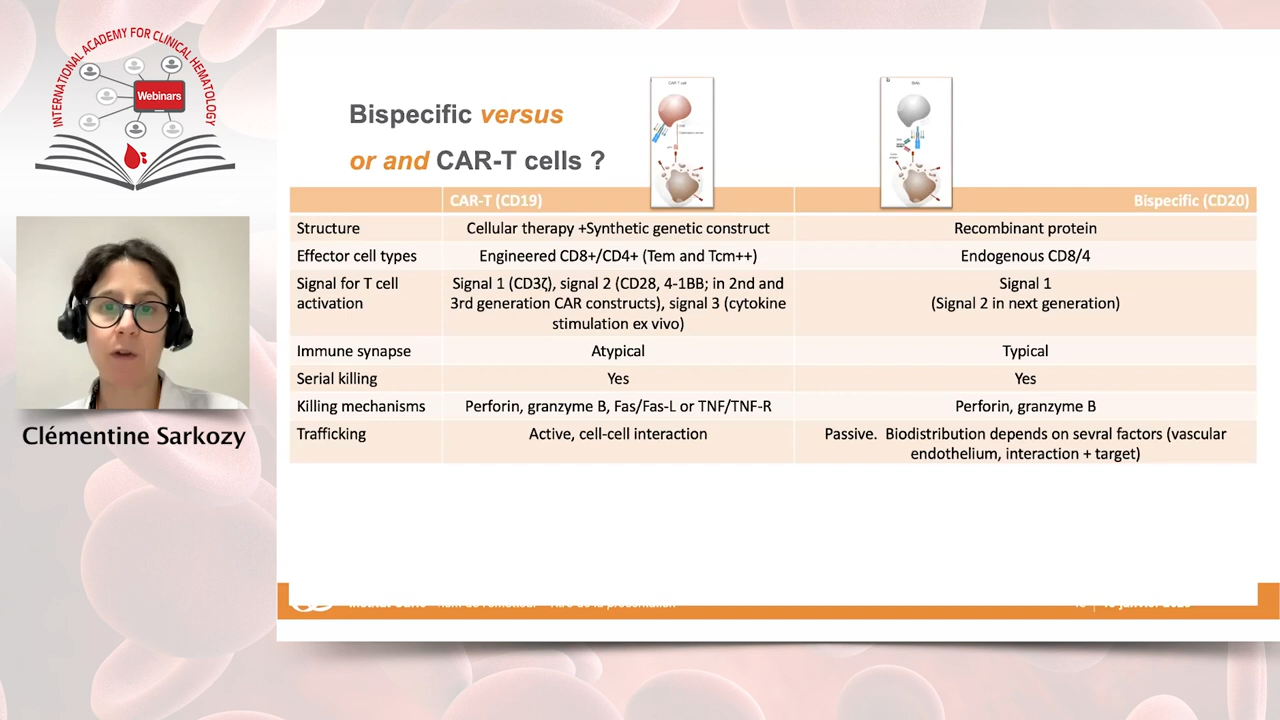 INTERNATIONAL ACADEMY FOR CLINICAL HEMATOLOGY
Webinars
Clémentine Sarkozy
Bispecific versus
or and CAR-T cells ?
CAR-T (CD19)
Bispecific (CD20)
Structure
Cellular therapy +Synthetic genetic construct
Recombinant protein
Effector cell types
Engineered CD8+/CD4+ (Tem and Tcm++)
Endogenous CD8/4
Signal for T cell
activation
Signal 1 (CD3ζ), signal 2 (CD28, 4-1BB; in 2nd and
3rd generation CAR constructs), signal 3 (cytokine
stimulation ex vivo)
Signal 1
(Signal 2 in next generation)
Immune synapse
Atypical
Typical
Serial killing
Yes
Yes
Killing mechanisms
Perforin, granzyme B, Fas/Fas-L or TNF/TNF-R
Perforin, granzyme B
Trafficking
Active, cell-cell interaction
Passive. Biodistribution depends on sevral factors (vascular
endothelium, interaction + target)